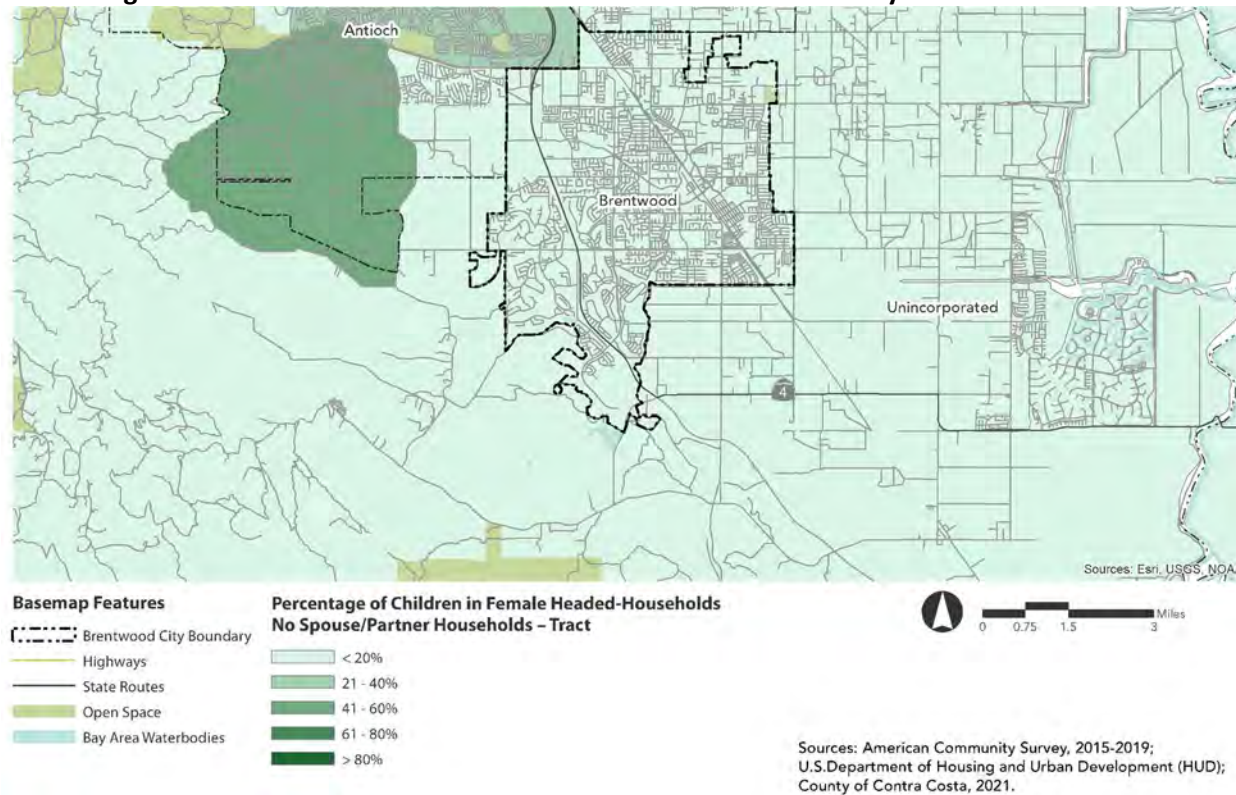 Antioch
Brentwood
Unincorporated
4
Sources: Esri, USGS, NOA
Basemap Features
Brentwood City Boundary
Highways
State Routes
Open Space
Bay Area Waterbodies
Percentage of Children in Female Headed-Households
No Spouse/Partner Households – Tract
< 20%
21 - 40%
41 - 60%
61 - 80%
> 80%
Miles
0 0.75 1.5 3
Sources: American Community Survey, 2015-2019;
U.S.Department of Housing and Urban Development (HUD);
County of Contra Costa, 2021.